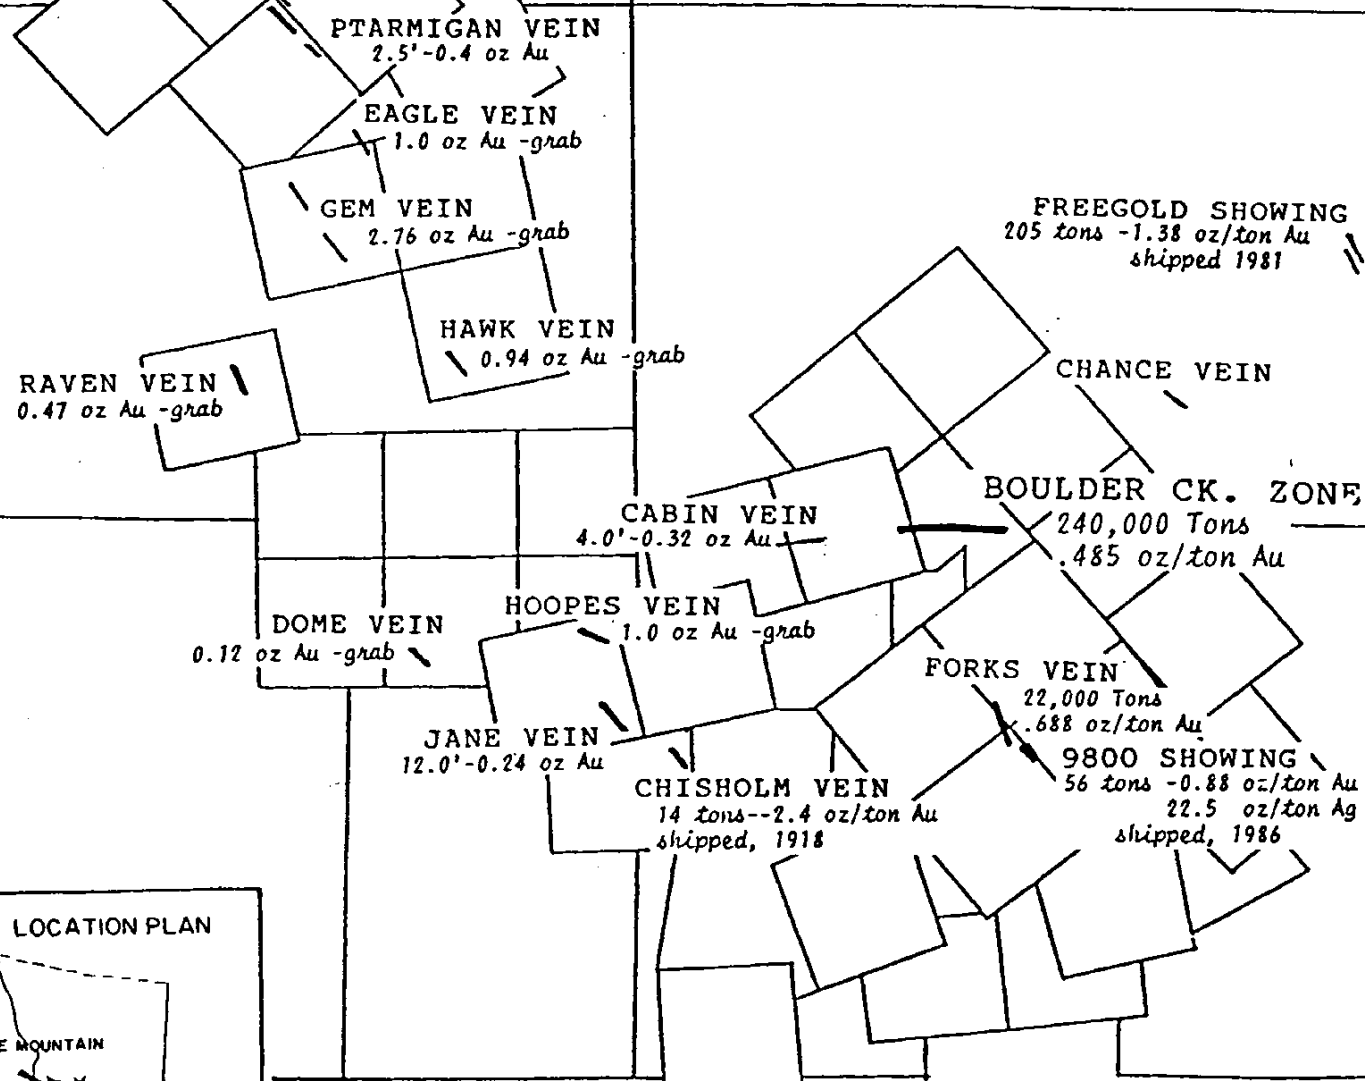 PTARMIGAN VEIN
2.5'-0.4 oz Au
EAGLE VEIN
1.0 oz Au -grab
GEM VEIN
2.76 oz Au -grab
HAWK VEIN
0.94 oz Au -grab
RAVEN VEIN
0.47 oz Au -grab
FREEGOLD SHOWING
205 tons -1.38 oz/ton Au
shipped 1981
CHANCE VEIN
BOULDER CK. ZONE
240,000 Tons
.485 oz/ton Au
CABIN VEIN
4.0'-0.32 oz Au
HOOPES VEIN
1.0 oz Au -grab
DOME VEIN
0.12 oz Au -grab
FORKS VEIN
22,000 Tons
.688 oz/ton Au
JANE VEIN
12.0'-0.24 oz Au
9800 SHOWING
56 tons -0.88 oz/ton Au
22.5 oz/ton Ag
shipped, 1986
CHISHOLM VEIN
14 tons--2.4 oz/ton Au
shipped, 1918
LOCATION PLAN
E MOUNTAIN